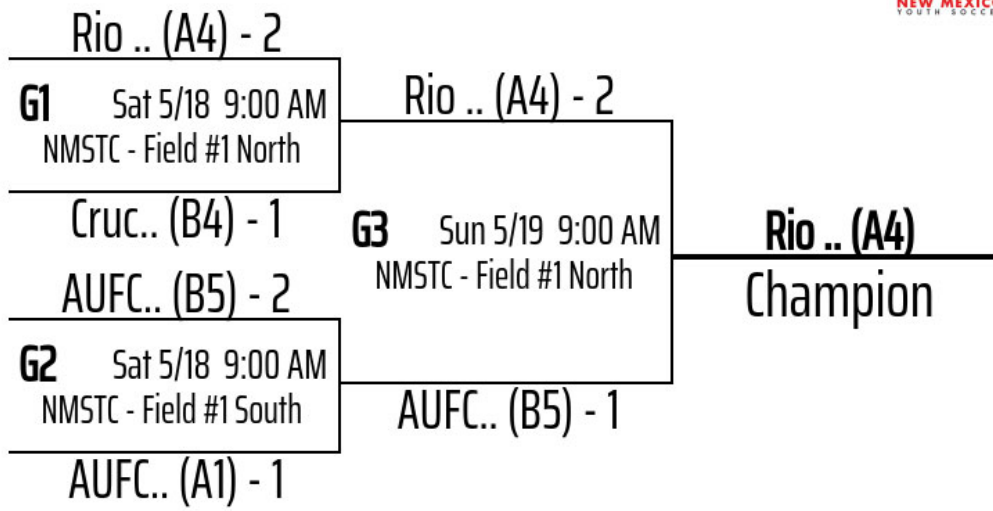 NEW MEXICO
YOUTH SOCCE
Rio .. (A4) - 2
G1 Sat 5/18 9:00 AM
NMSTC - Field #1 North
Cruc.. (B4) - 1
AUFC.. (B5) - 2
G2 Sat 5/18 9:00 AM
NMSTC - Field #1 South
AUFC.. (A1) - 1
Rio .. (A4) - 2
G3 Sun 5/19 9:00 AM
NMSTC - Field #1 North
AUFC.. (B5) - 1
Rio .. (A4)
Champion